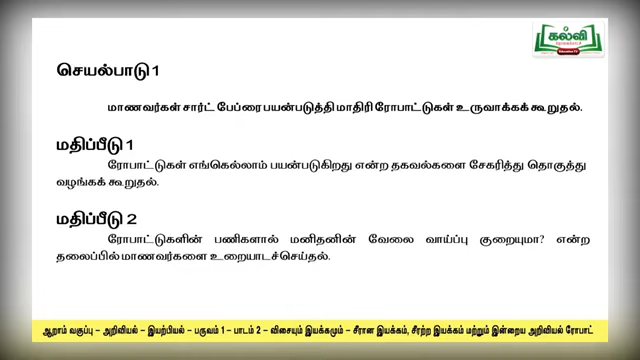 கல்வி
Education TV
செயல்பாடு 1
மாணவர்கள் சார்ட் பேப்ரை பயன்படுத்தி மாதிரி ரோபாட்டுகள் உருவாக்கக் கூறுதல்.
மதிப்பீடு 1
ரோபாட்டுகள் எங்கெல்லாம் பயன்படுகிறது என்ற தகவல்களை சேகரித்து தொகுத்து
வழங்கக் கூறுதல்.
மதிப்பீடு 2
ரோபாட்டுகளின் பணிகளால் மனிதனின் வேலை வாய்ப்பு குறையுமா? என்ற
தலைப்பில் மாணவர்களை உறையாடச்செய்தல்.
ஆறாம் வகுப்பு – அறிவியல் – இயற்பியல் – பருவம் 1 – பாடம் 2 – விசையும் இயக்கமும் – சீரான இயக்கம், சீரற்ற இயக்கம் மற்றும் இன்றைய அறிவியல் ரோபாட்